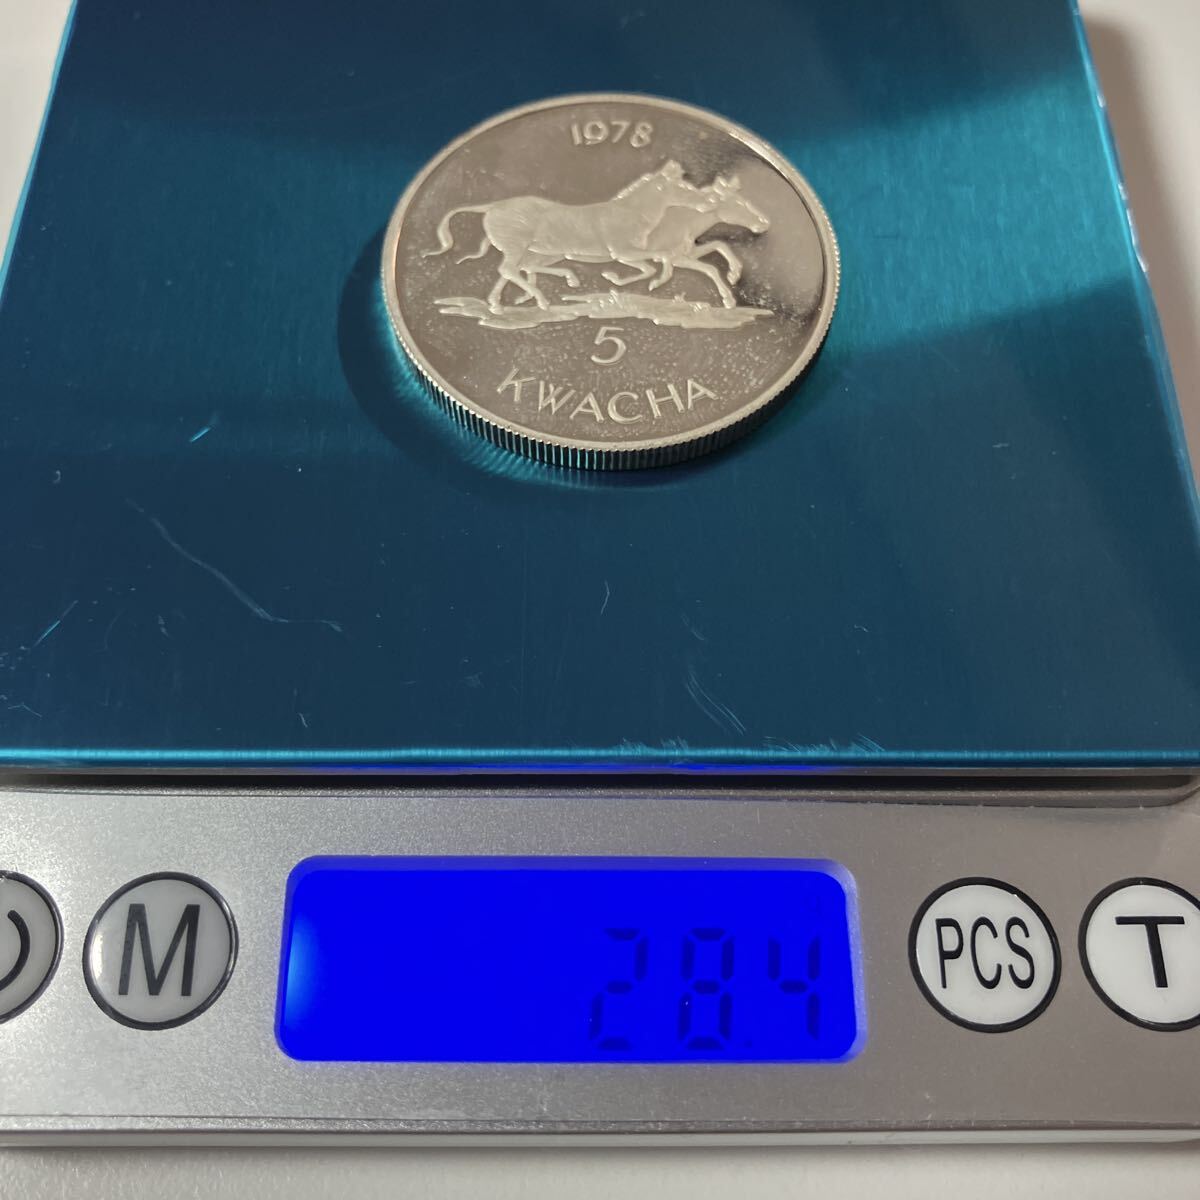 1978
5
KWACHA
28.4 g
M PCS T